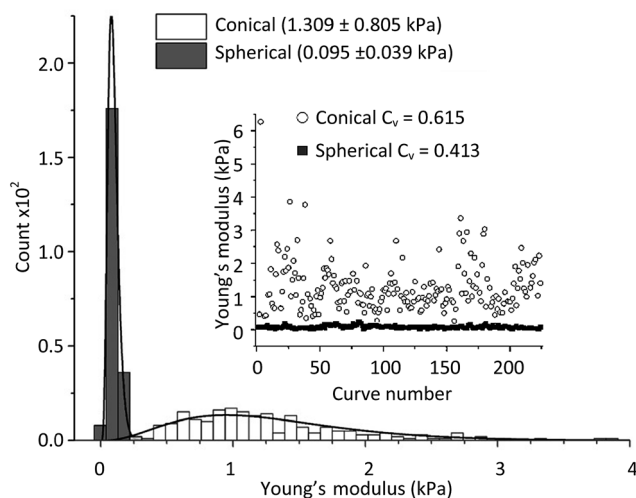 Conical (1.309 ± 0.805 kPa)
Spherical (0.095 ±0.039 kPa)
Count x10²
2.0
1.5
1.0
0.5
0.0
0
1
2
3
4
Young's modulus (kPa)
Conical Cᵥ = 0.615
Spherical Cᵥ = 0.413
Young's modulus (kPa)
6
5
4
3
2
1
0
0
50
100
150
200
Curve number